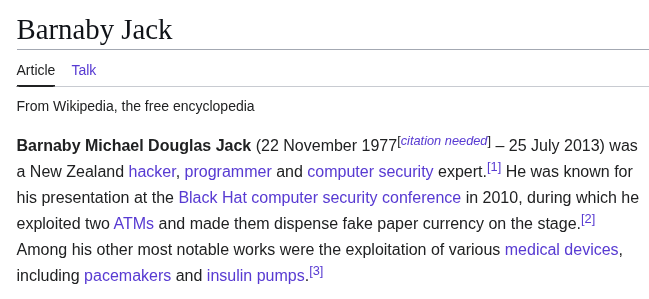 Barnaby Jack
Article Talk
From Wikipedia, the free encyclopedia
Barnaby Michael Douglas Jack (22 November 1977[citation needed] – 25 July 2013) was
a New Zealand hacker, programmer and computer security expert.[1] He was known for
his presentation at the Black Hat computer security conference in 2010, during which he
exploited two ATMs and made them dispense fake paper currency on the stage.[2]
Among his other most notable works were the exploitation of various medical devices,
including pacemakers and insulin pumps.[3]